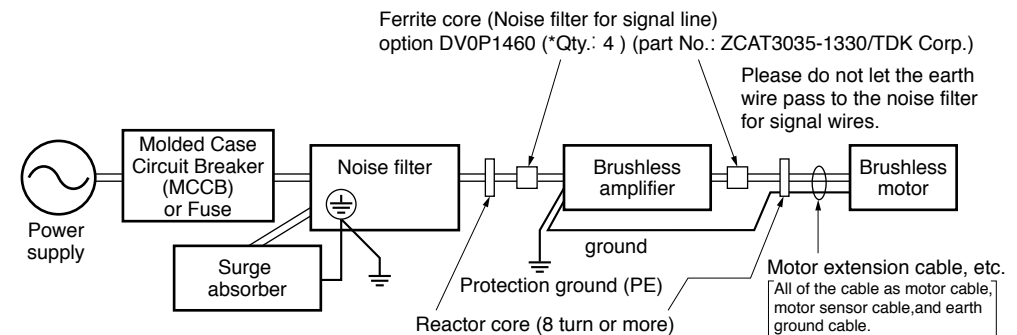 Ferrite core (Noise filter for signal line)
option DV0P1460 (*Qty.: 4 ) (part No.: ZCAT3035-1330/TDK Corp.)
Please do not let the earth
wire pass to the noise filter
for signal wires.
Molded Case
Circuit Breaker
(MCCB)
or Fuse
Noise filter
Brushless
amplifier
Brushless
motor
Power
supply
Surge
absorber
ground
Protection ground (PE)
Reactor core (8 turn or more)
Motor extension cable, etc.
All of the cable as motor cable,
motor sensor cable,and earth
ground cable.